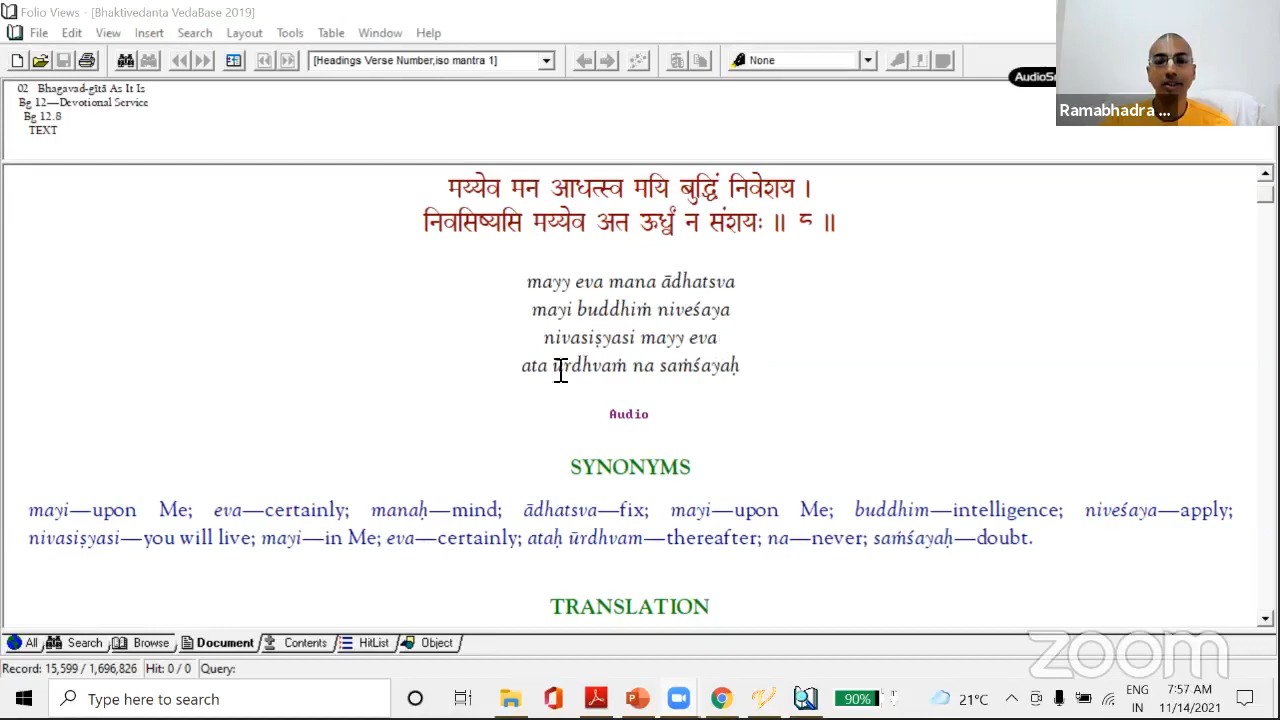 Folio Views - [Bhaktivedanta VedaBase 2019]
File Edit View Insert Search Layout Tools Table Window Help
[Headings Verse Number,iso mantra 1]
None
Ramabhadra ...
02 Bhagavad-gītā As It Is
Bg 12—Devotional Service
Bg 12.8
TEXT
मय्येव मन आधत्स्व मयि बुद्धिं निवेशय ।
निवसिष्यसि मय्येव अत ऊर्ध्वं न संशयः ॥ ८ ॥
mayy eva mana ādhatsva
mayi buddhiṁ niveśaya
nivasiṣyasi mayy eva
ata ūrdhvaṁ na saṁśayaḥ
Audio
SYNONYMS
mayi—upon Me; eva—certainly; manaḥ—mind; ādhatsva—fix; mayi—upon Me; buddhim—intelligence; niveśaya—apply;
nivasiṣyasi—you will live; mayi—in Me; eva—certainly; ataḥ ūrdhvam—thereafter; na—never; saṁśayaḥ—doubt.
TRANSLATION
All Search Browse Document Contents HitList Object
zoom
Record: 15,599 / 1,696,826 Hit: 0 / 0 Query:
Type here to search
90%
21°C
ENG
IN
7:57 AM
11/14/2021